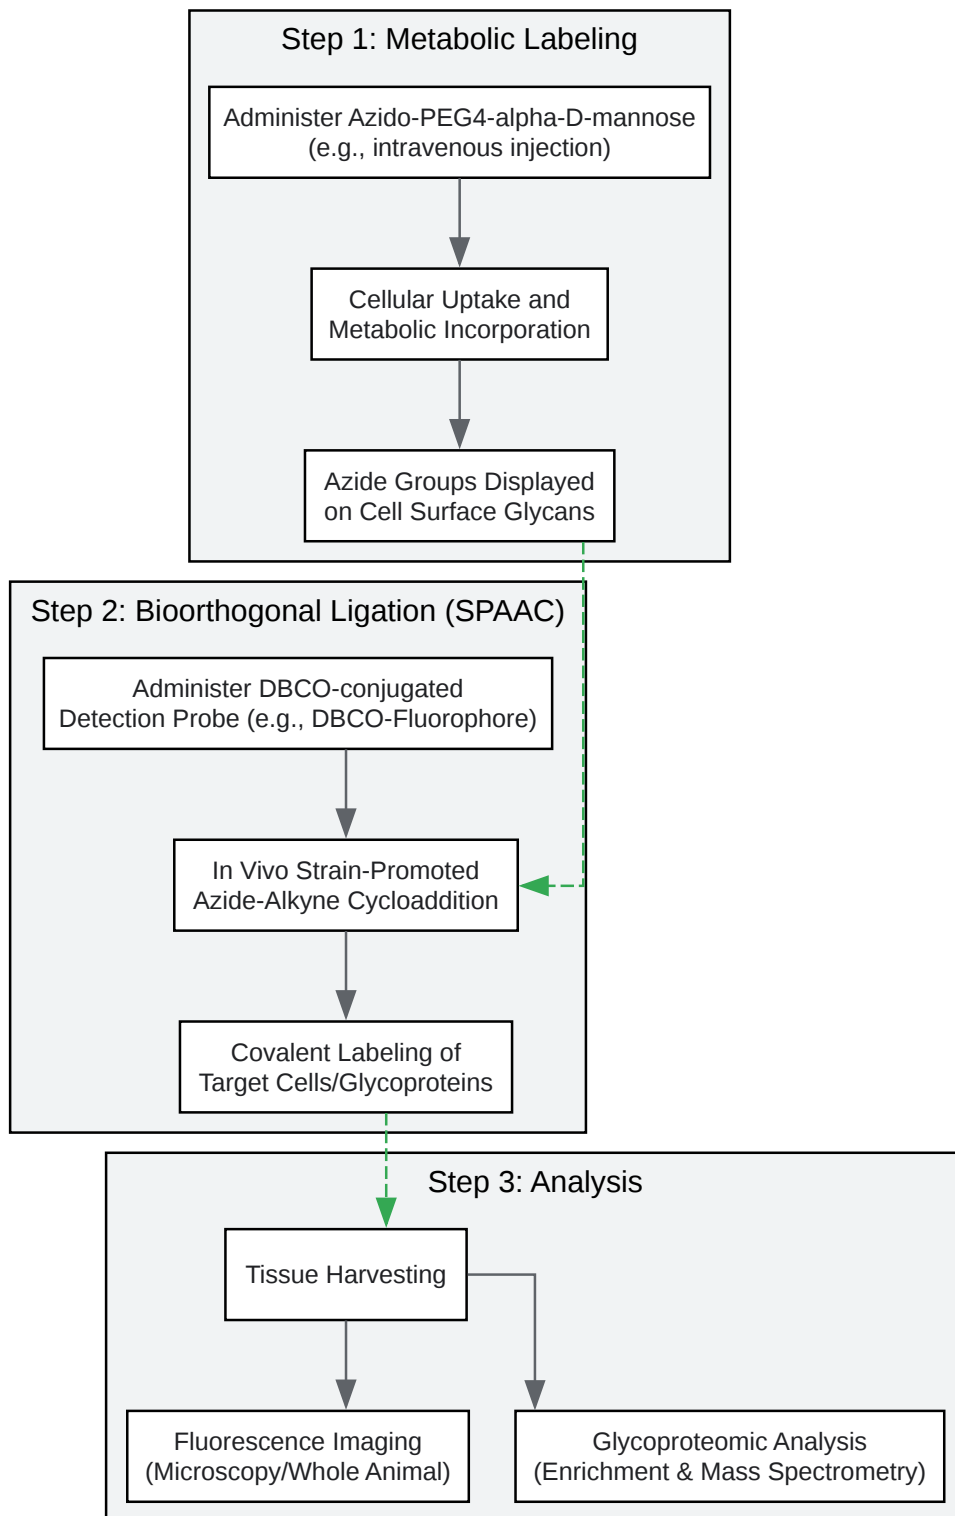 Step 1: Metabolic Labeling
Administer Azido-PEG4-alpha-D-mannose
(e.g., intravenous injection)
Cellular Uptake and
Metabolic Incorporation
Azide Groups Displayed
on Cell Surface Glycans
Step 2: Bioorthogonal Ligation (SPAAC)
Administer DBCO-conjugated
Detection Probe (e.g., DBCO-Fluorophore)
In Vivo Strain-Promoted
Azide-Alkyne Cycloaddition
Covalent Labeling of
Target Cells/Glycoproteins
Step 3: Analysis
Tissue Harvesting
Fluorescence Imaging
(Microscopy/Whole Animal)
Glycoproteomic Analysis
(Enrichment & Mass Spectrometry)